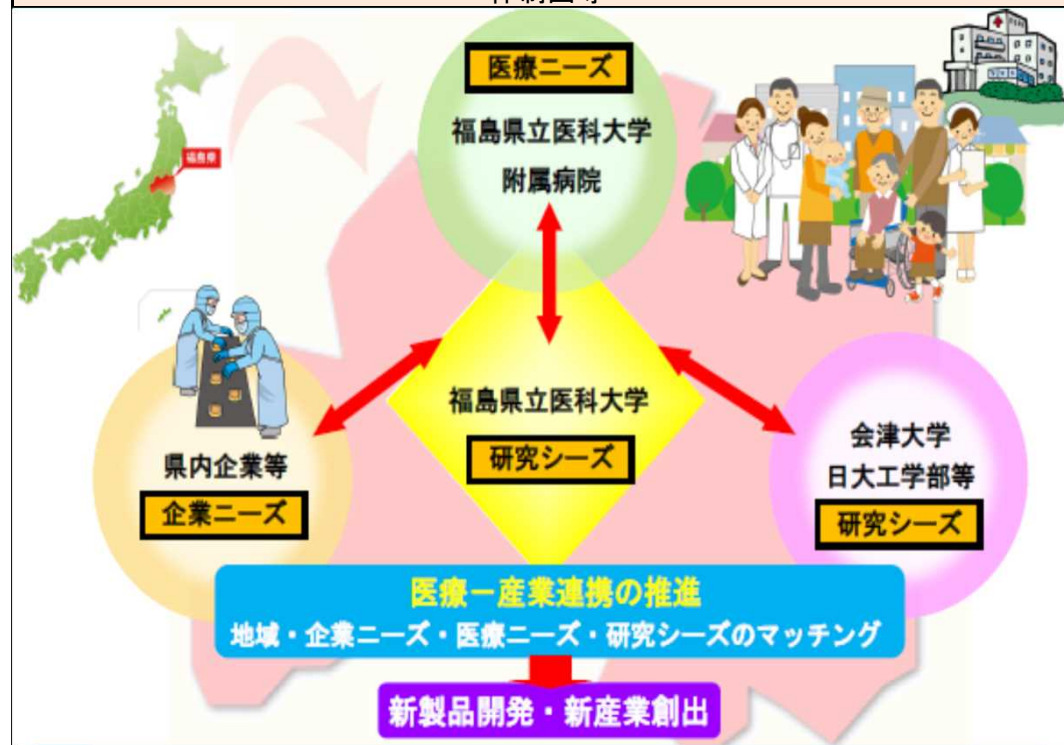 医療ニーズ
福島県立医科大学
附属病院
福島県
福島県立医科大学
研究シーズ
県内企業等
企業ニーズ
会津大学
日大工学部等
研究シーズ
医療ー産業連携の推進
地域・企業ニーズ・医療ニーズ・研究シーズのマッチング
新製品開発・新産業創出